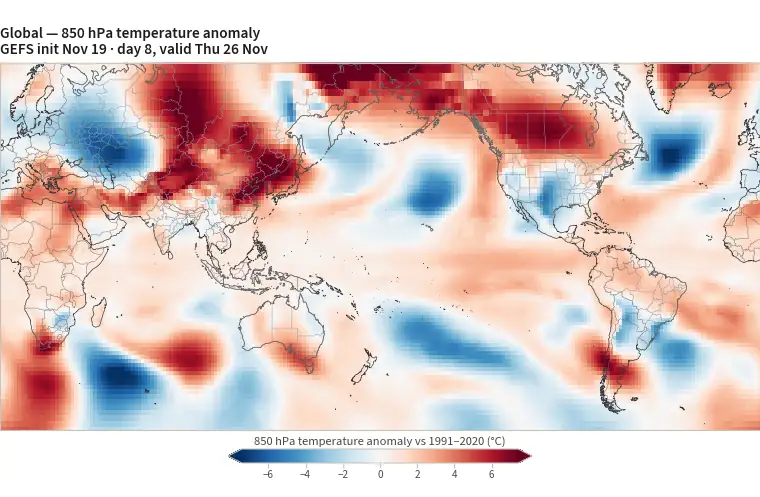 Global — 850 hPa temperature anomaly
GEFS init Nov 19 · day 8, valid Thu 26 Nov
850 hPa temperature anomaly vs 1991–2020 (°C)
−6 −4 −2 0 2 4 6